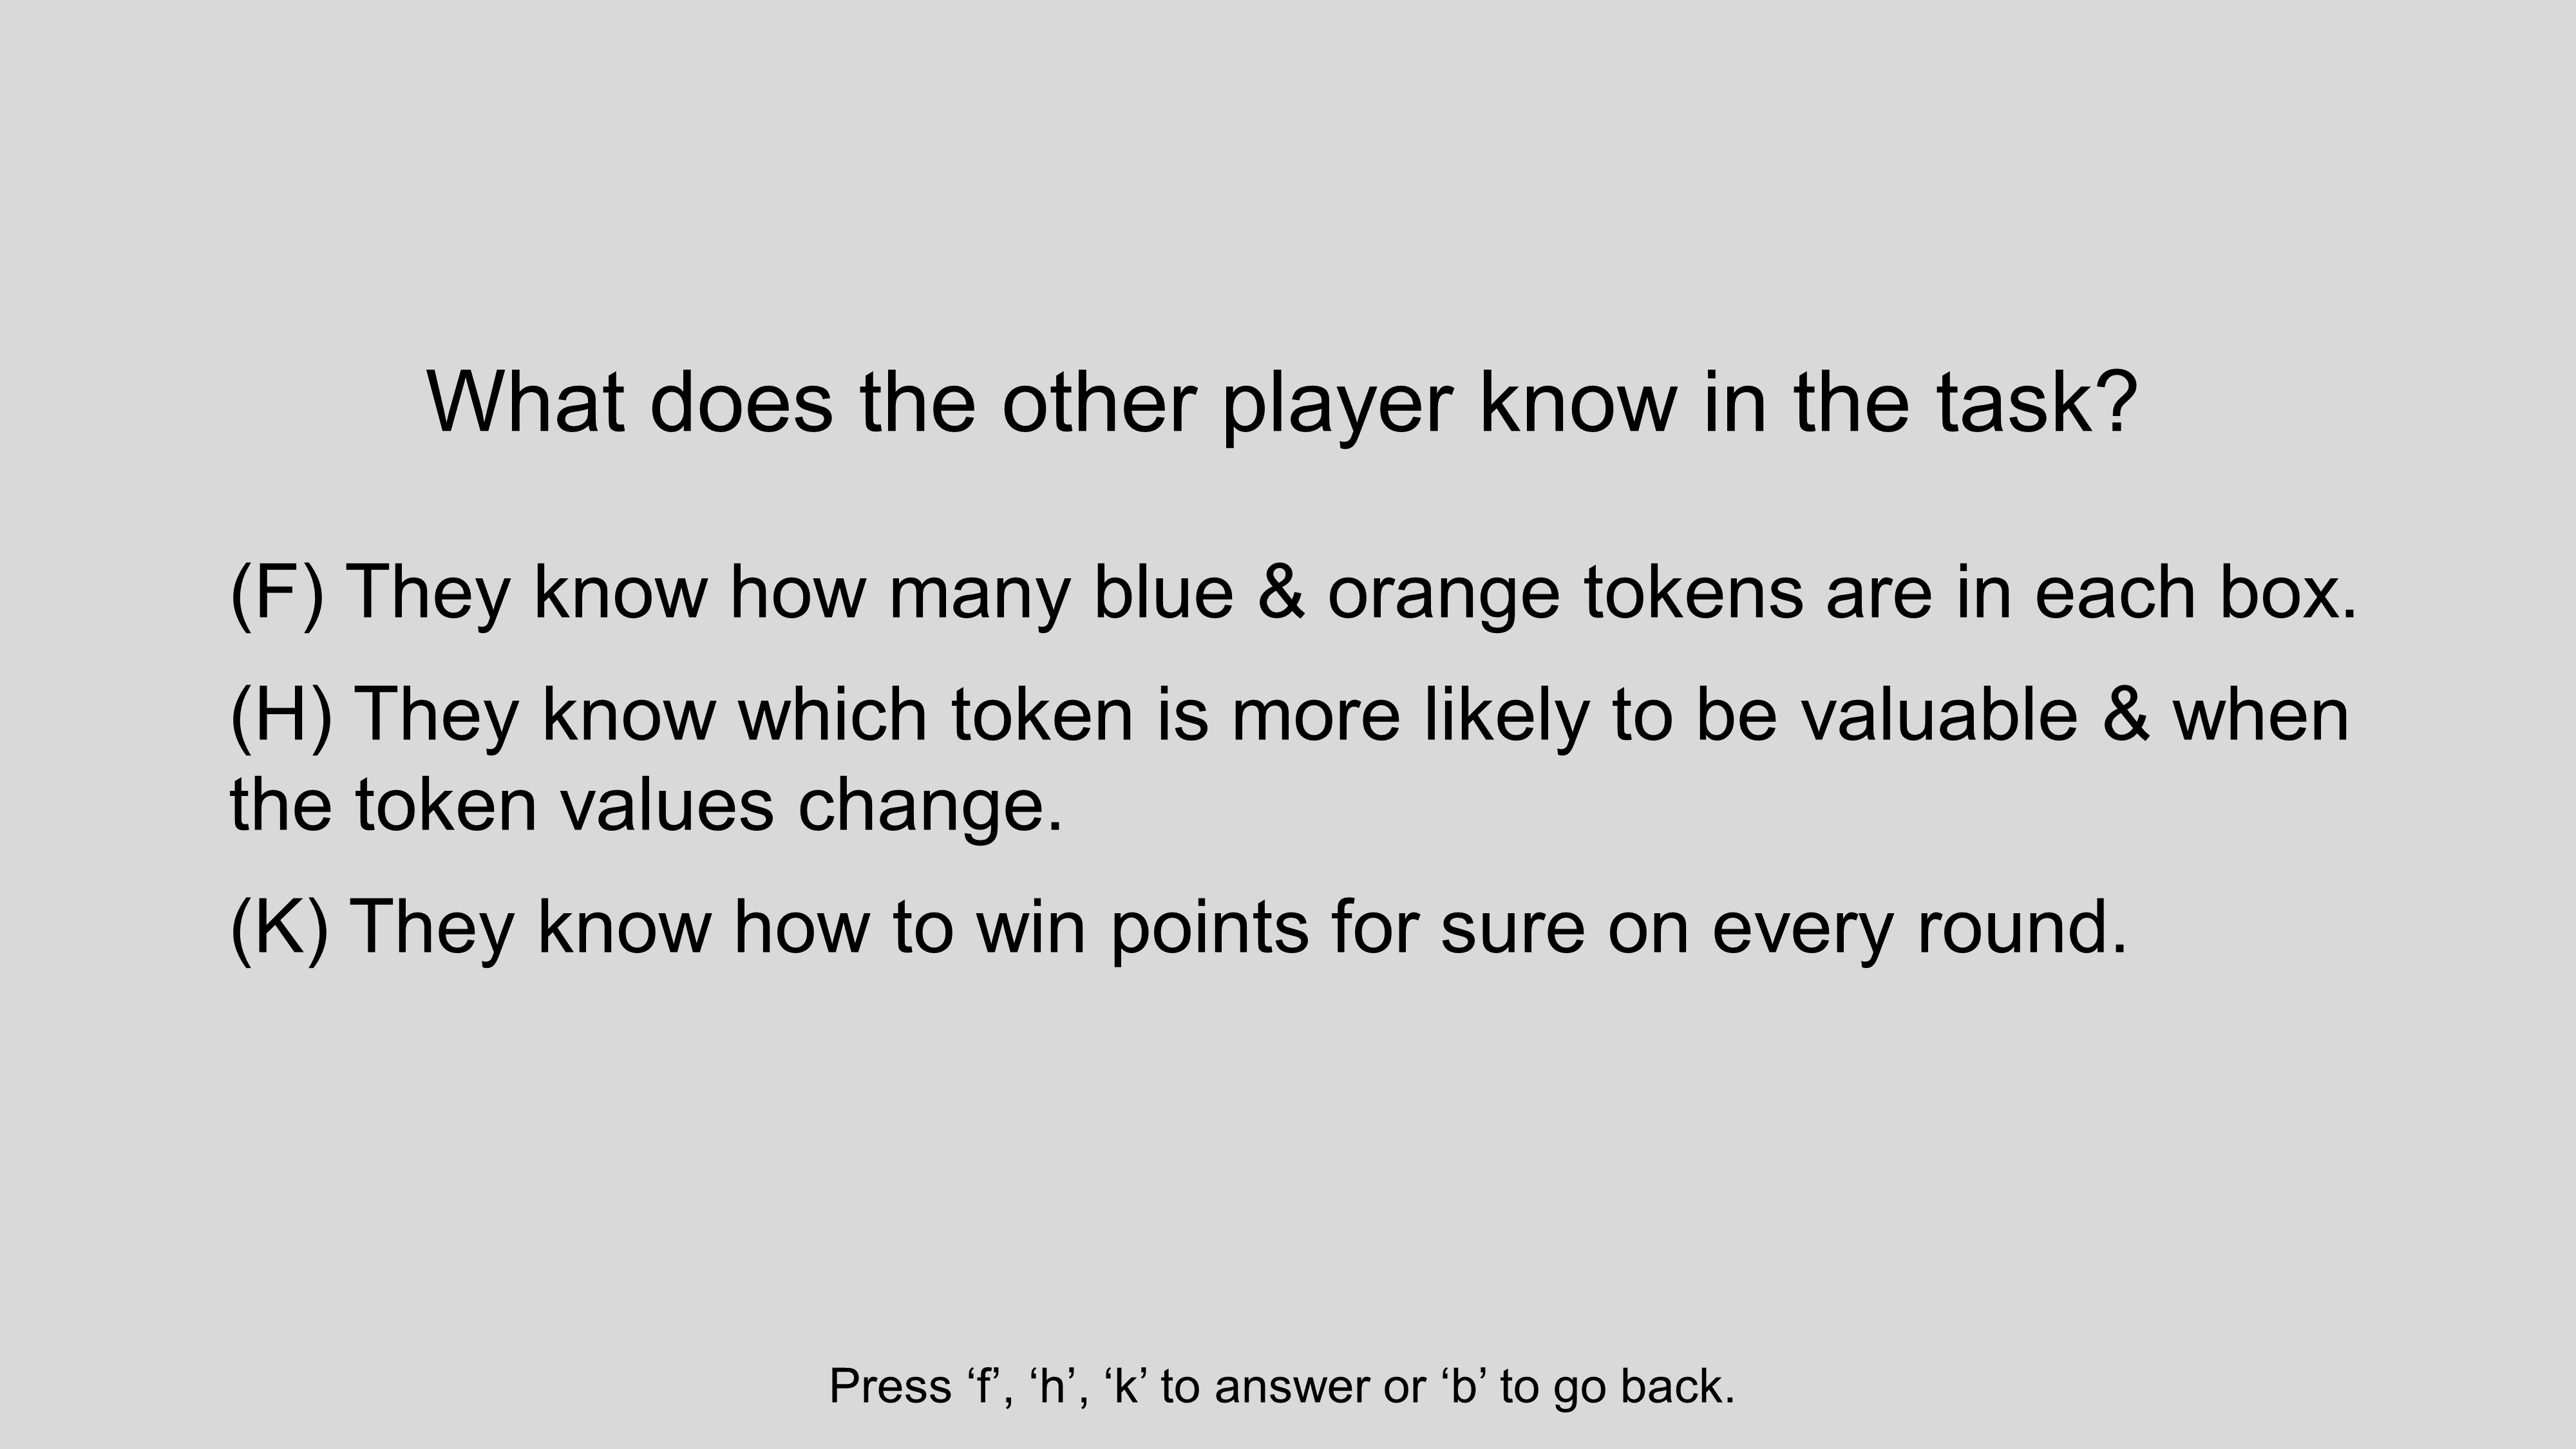 What does the other player know in the task?
(F) They know how many blue & orange tokens are in each box.
(H) They know which token is more likely to be valuable & when
the token values change.
(K) They know how to win points for sure on every round.
Press ‘f’, ‘h’, ‘k’ to answer or ‘b’ to go back.